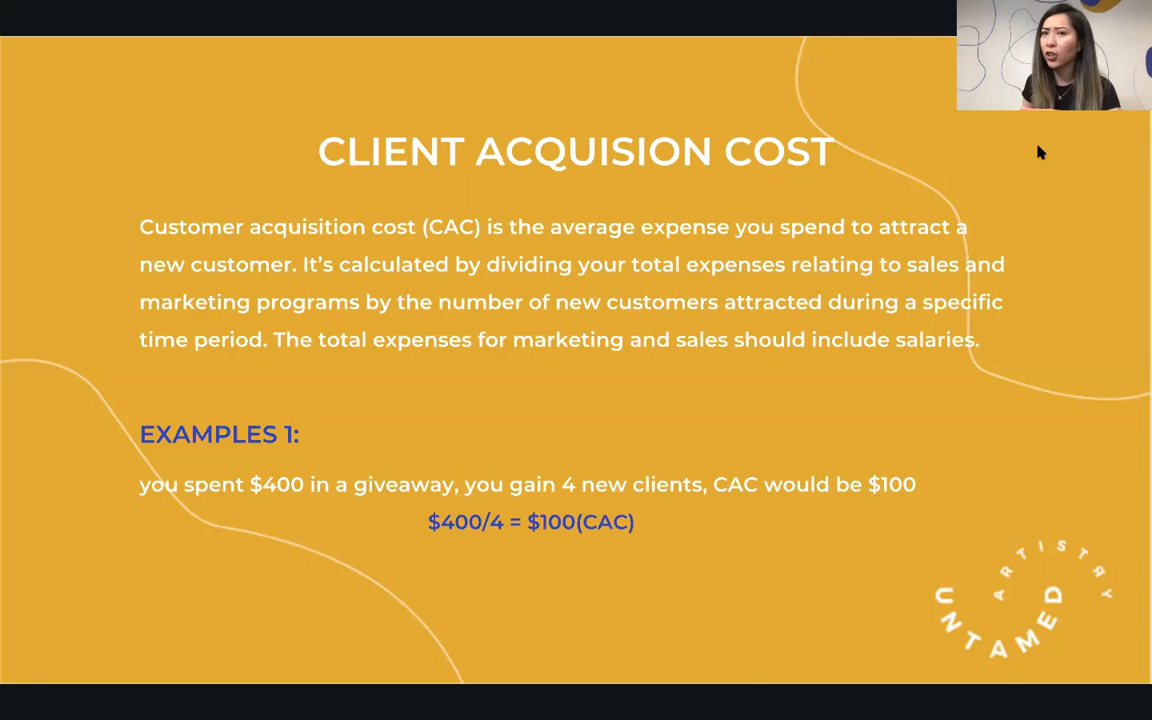 CLIENT ACQUISION COST
Customer acquisition cost (CAC) is the average expense you spend to attract a
new customer. It’s calculated by dividing your total expenses relating to sales and
marketing programs by the number of new customers attracted during a specific
time period. The total expenses for marketing and sales should include salaries.
EXAMPLES 1:
you spent $400 in a giveaway, you gain 4 new clients, CAC would be $100
$400/4 = $100(CAC)
UNTAMED
ARTISTRY